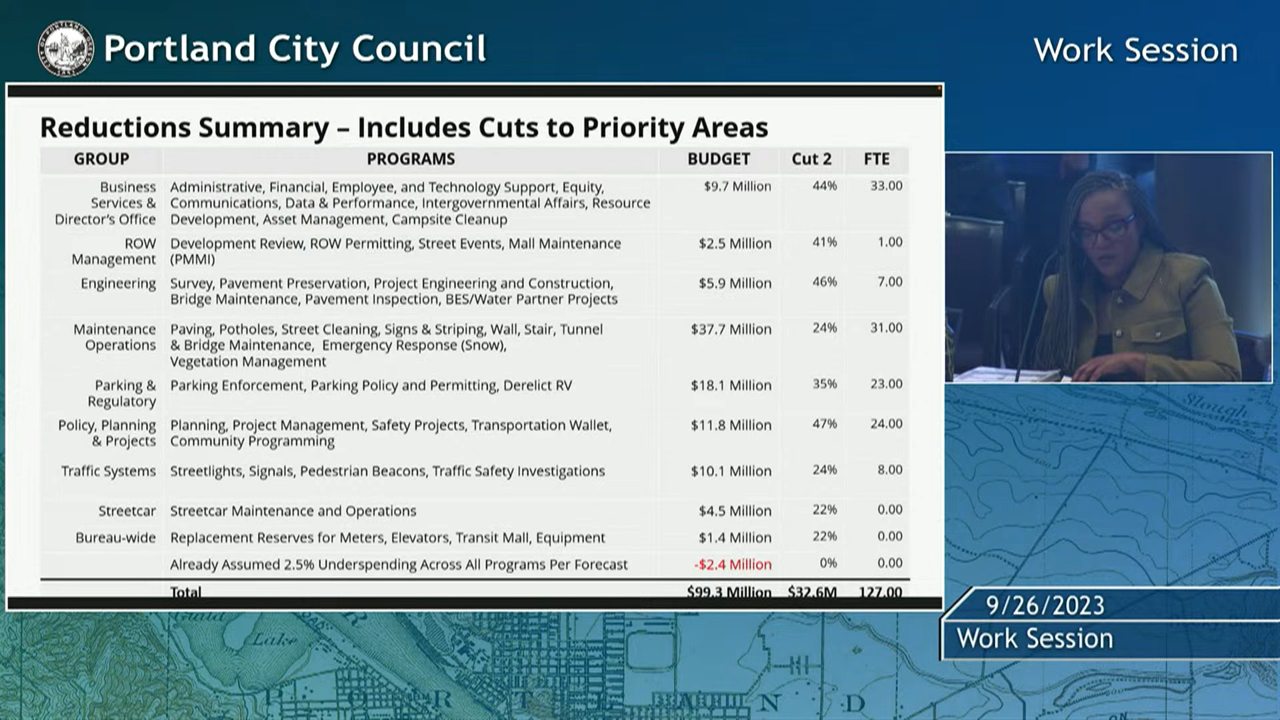 Portland City Council
Work Session
Reductions Summary – Includes Cuts to Priority Areas
GROUP PROGRAMS BUDGET Cut 2 FTE
Business Administrative, Financial, Employee, and Technology Support, Equity, $9.7 Million 44% 33.00
Services & Communications, Data & Performance, Intergovernmental Affairs, Resource
Director's Office Development, Asset Management, Campsite Cleanup
ROW Development Review, ROW Permitting, Street Events, Mall Maintenance $2.5 Million 41% 1.00
Management (PMMI)
Engineering Survey, Pavement Preservation, Project Engineering and Construction, $5.9 Million 46% 7.00
Bridge Maintenance, Pavement Inspection, BES/Water Partner Projects
Maintenance Paving, Potholes, Street Cleaning, Signs & Striping, Wall, Stair, Tunnel $37.7 Million 24% 31.00
Operations & Bridge Maintenance, Emergency Response (Snow),
Vegetation Management
Parking & Parking Enforcement, Parking Policy and Permitting, Derelict RV $18.1 Million 35% 23.00
Regulatory
Policy, Planning Planning, Project Management, Safety Projects, Transportation Wallet, $11.8 Million 47% 24.00
& Projects Community Programming
Traffic Systems Streetlights, Signals, Pedestrian Beacons, Traffic Safety Investigations $10.1 Million 24% 8.00
Streetcar Streetcar Maintenance and Operations $4.5 Million 22% 0.00
Bureau-wide Replacement Reserves for Meters, Elevators, Transit Mall, Equipment $1.4 Million 22% 0.00
Already Assumed 2.5% Underspending Across All Programs Per Forecast -$2.4 Million 0% 0.00
Total $99.3 Million $32.6M 127.00
9/26/2023
Work Session
Slough
Lake
N D